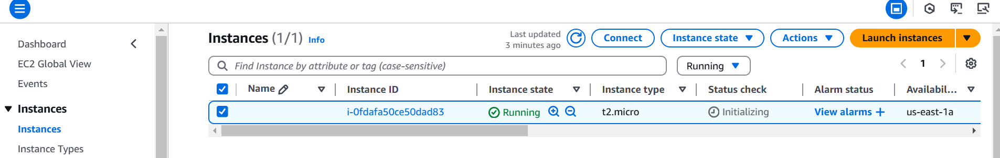 Dashboard
EC2 Global View
Events
Instances
Instances
Instance Types
Instances (1/1) Info
Last updated
3 minutes ago
Connect
Instance state
Actions
Launch instances
Find Instance by attribute or tag (case-sensitive)
Running
1
Name Instance ID Instance state Instance type Status check Alarm status Availabil...
i-0fdafa50ce50dad83 Running t2.micro Initializing View alarms + us-east-1a